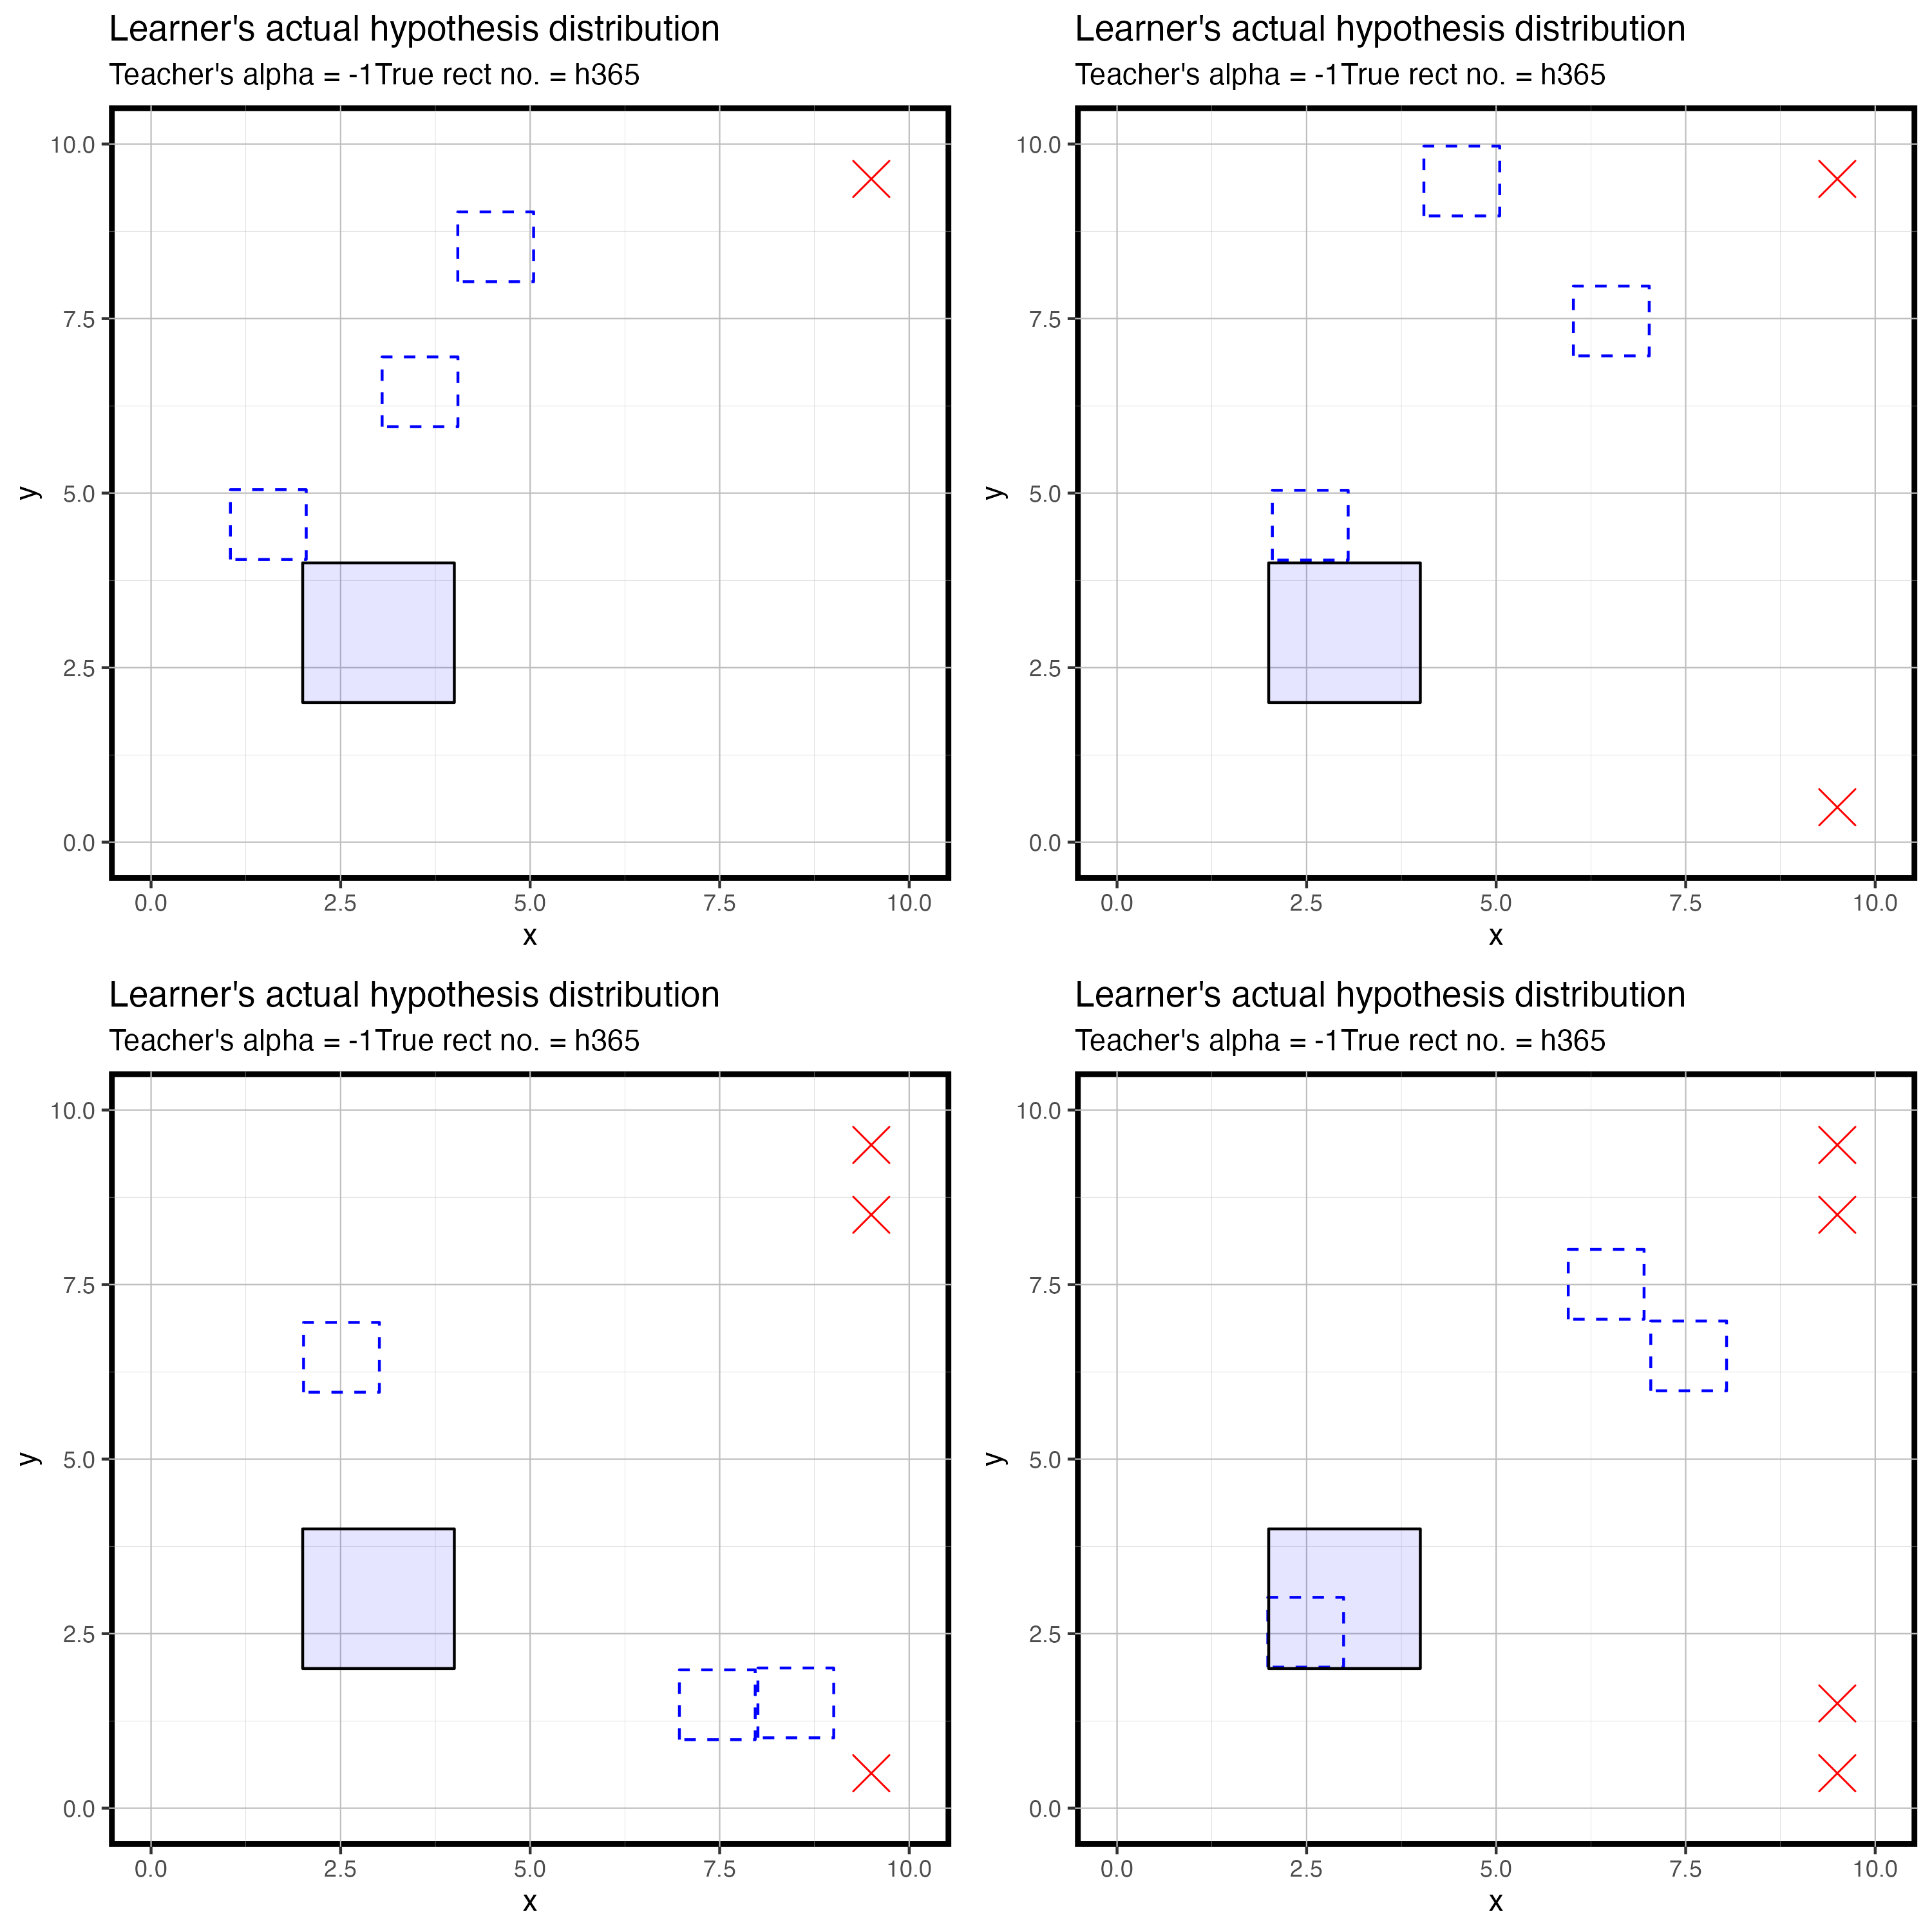 Learner's actual hypothesis distribution
Teacher's alpha = -1True rect no. = h365
10.0
7.5
5.0
2.5
0.0
y
0.0 2.5 5.0 7.5 10.0
x
Learner's actual hypothesis distribution
Teacher's alpha = -1True rect no. = h365
10.0
7.5
5.0
2.5
0.0
y
0.0 2.5 5.0 7.5 10.0
x
Learner's actual hypothesis distribution
Teacher's alpha = -1True rect no. = h365
10.0
7.5
5.0
2.5
0.0
y
0.0 2.5 5.0 7.5 10.0
x
Learner's actual hypothesis distribution
Teacher's alpha = -1True rect no. = h365
10.0
7.5
5.0
2.5
0.0
y
0.0 2.5 5.0 7.5 10.0
x